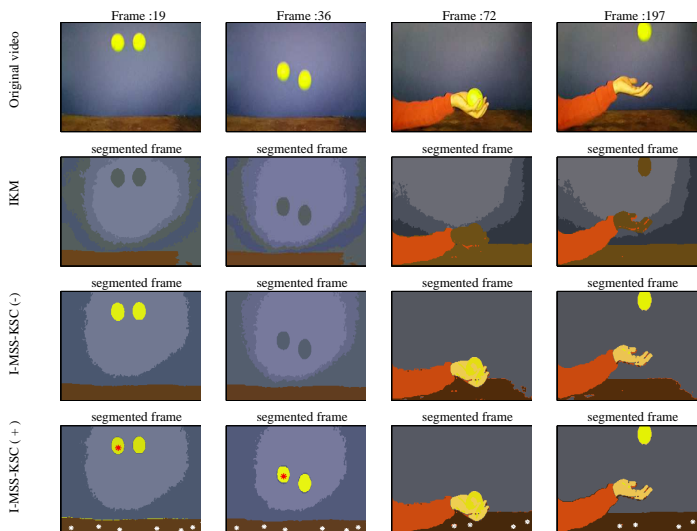 Frame :19
Frame :36
Frame :72
Frame :197
Original video
segmented frame
segmented frame
segmented frame
segmented frame
IKM
segmented frame
segmented frame
segmented frame
segmented frame
I-MSS-KSC (-)
segmented frame
segmented frame
segmented frame
segmented frame
I-MSS-KSC ( + )